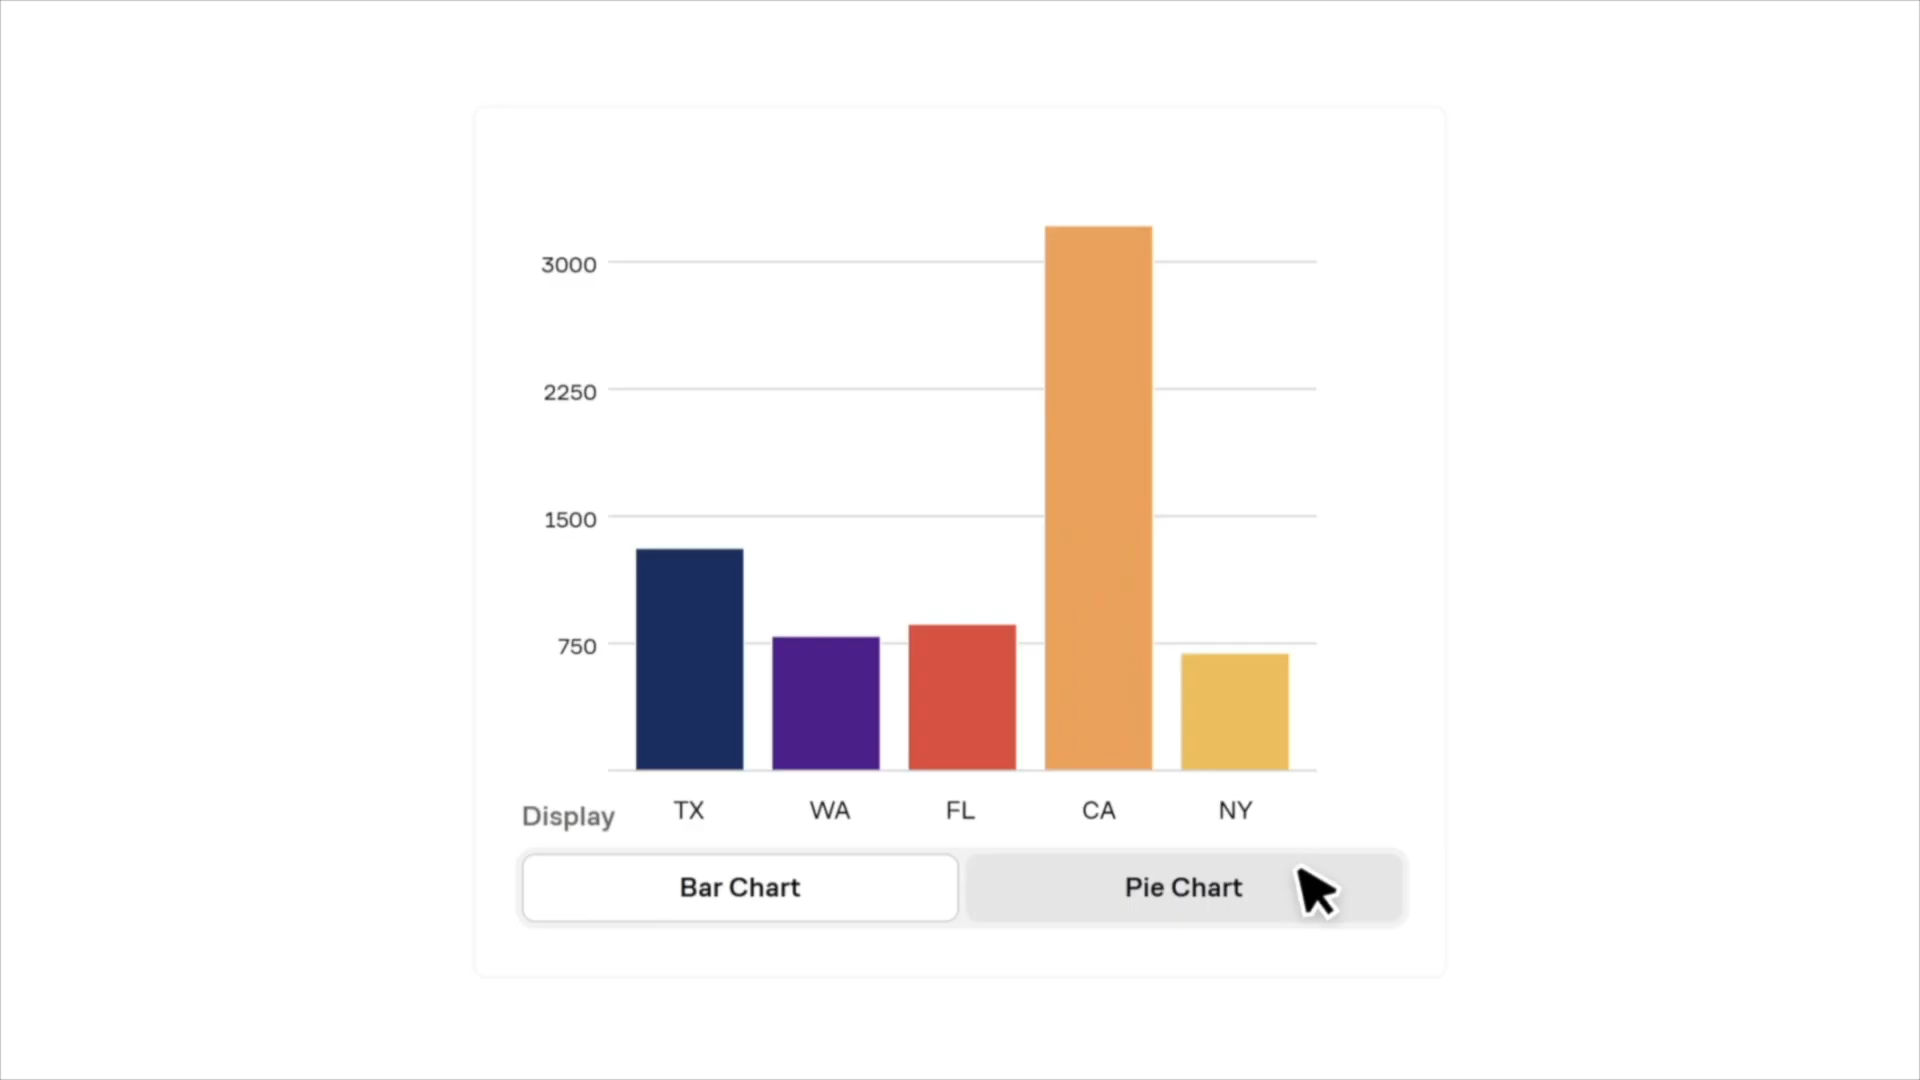 3000
2250
1500
750
TX WA FL CA NY
Display
Bar Chart Pie Chart